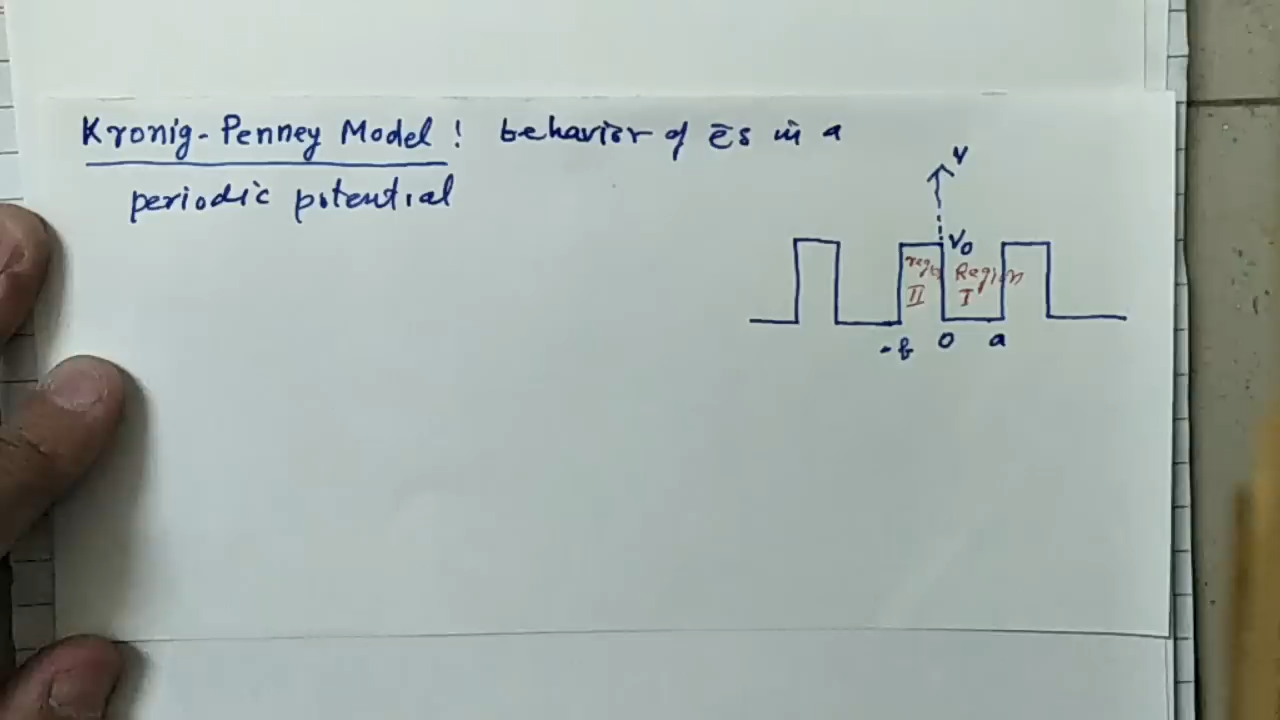 Kronig-Penney Model: behavior of ēs in a
periodic potential
V
V₀
Region
II
Region
I
-b 0 a